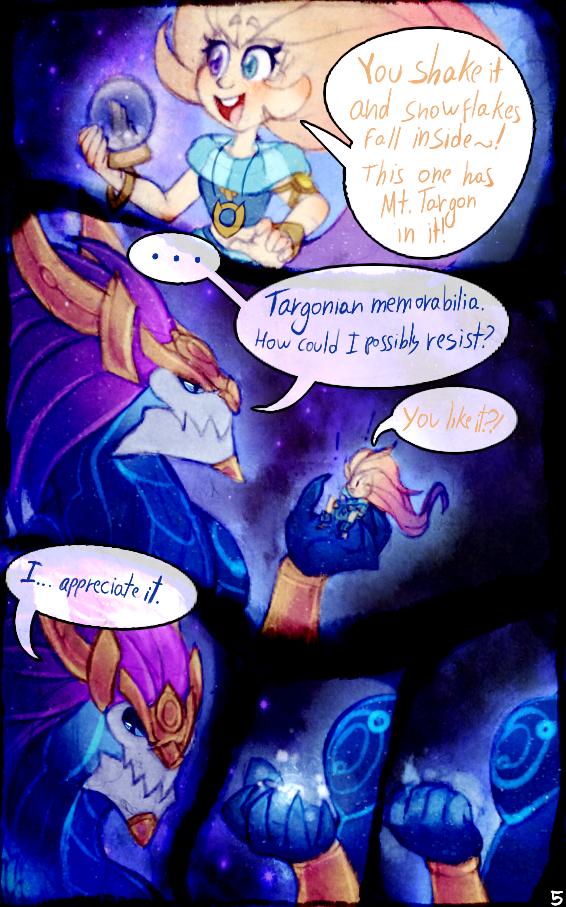 You shake it
and snowflakes
fall inside~!
This one has
Mt. Targon
in it!
...
Targonian memorabilia.
How could I possibly resist?
! !
You like it?!
I... appreciate it.
5